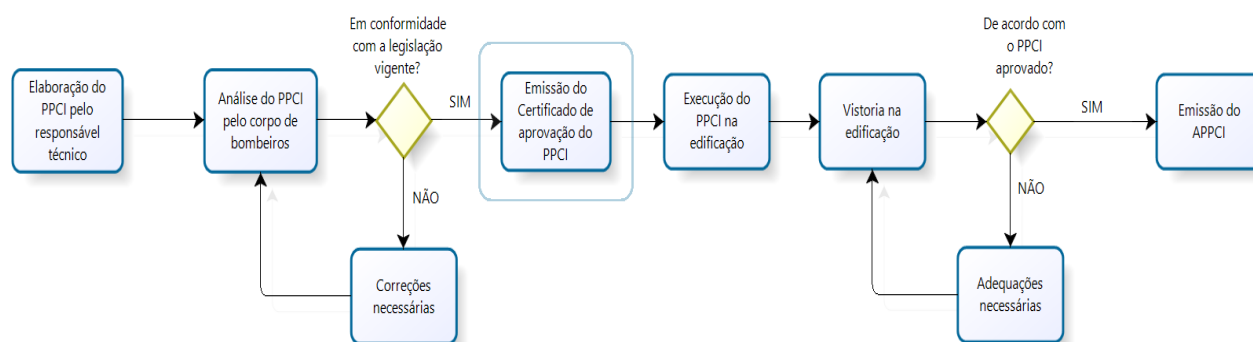 Elaboração do
PPCI pelo
responsável
técnico
Análise do PPCI
pelo corpo de
bombeiros
Em conformidade
com a legislação
vigente?
SIM
NÃO
Correções
necessárias
Emissão do
Certificado de
aprovação do
PPCI
Execução do
PPCI na
edificação
Vistoria na
edificação
De acordo com
o PPCI
aprovado?
SIM
NÃO
Adequações
necessárias
Emissão do
APPCI